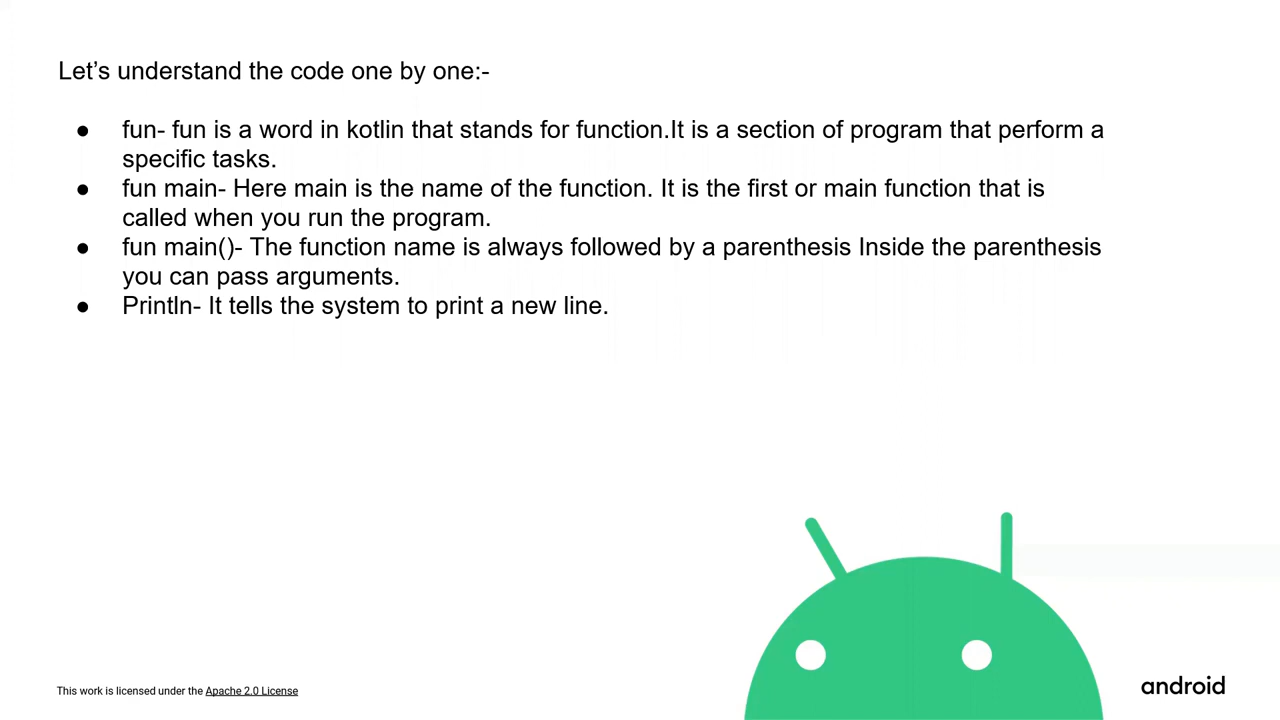 Let’s understand the code one by one:-
● fun- fun is a word in kotlin that stands for function.It is a section of program that perform a
specific tasks.
● fun main- Here main is the name of the function. It is the first or main function that is
called when you run the program.
● fun main()- The function name is always followed by a parenthesis Inside the parenthesis
you can pass arguments.
● Println- It tells the system to print a new line.
This work is licensed under the Apache 2.0 License
android